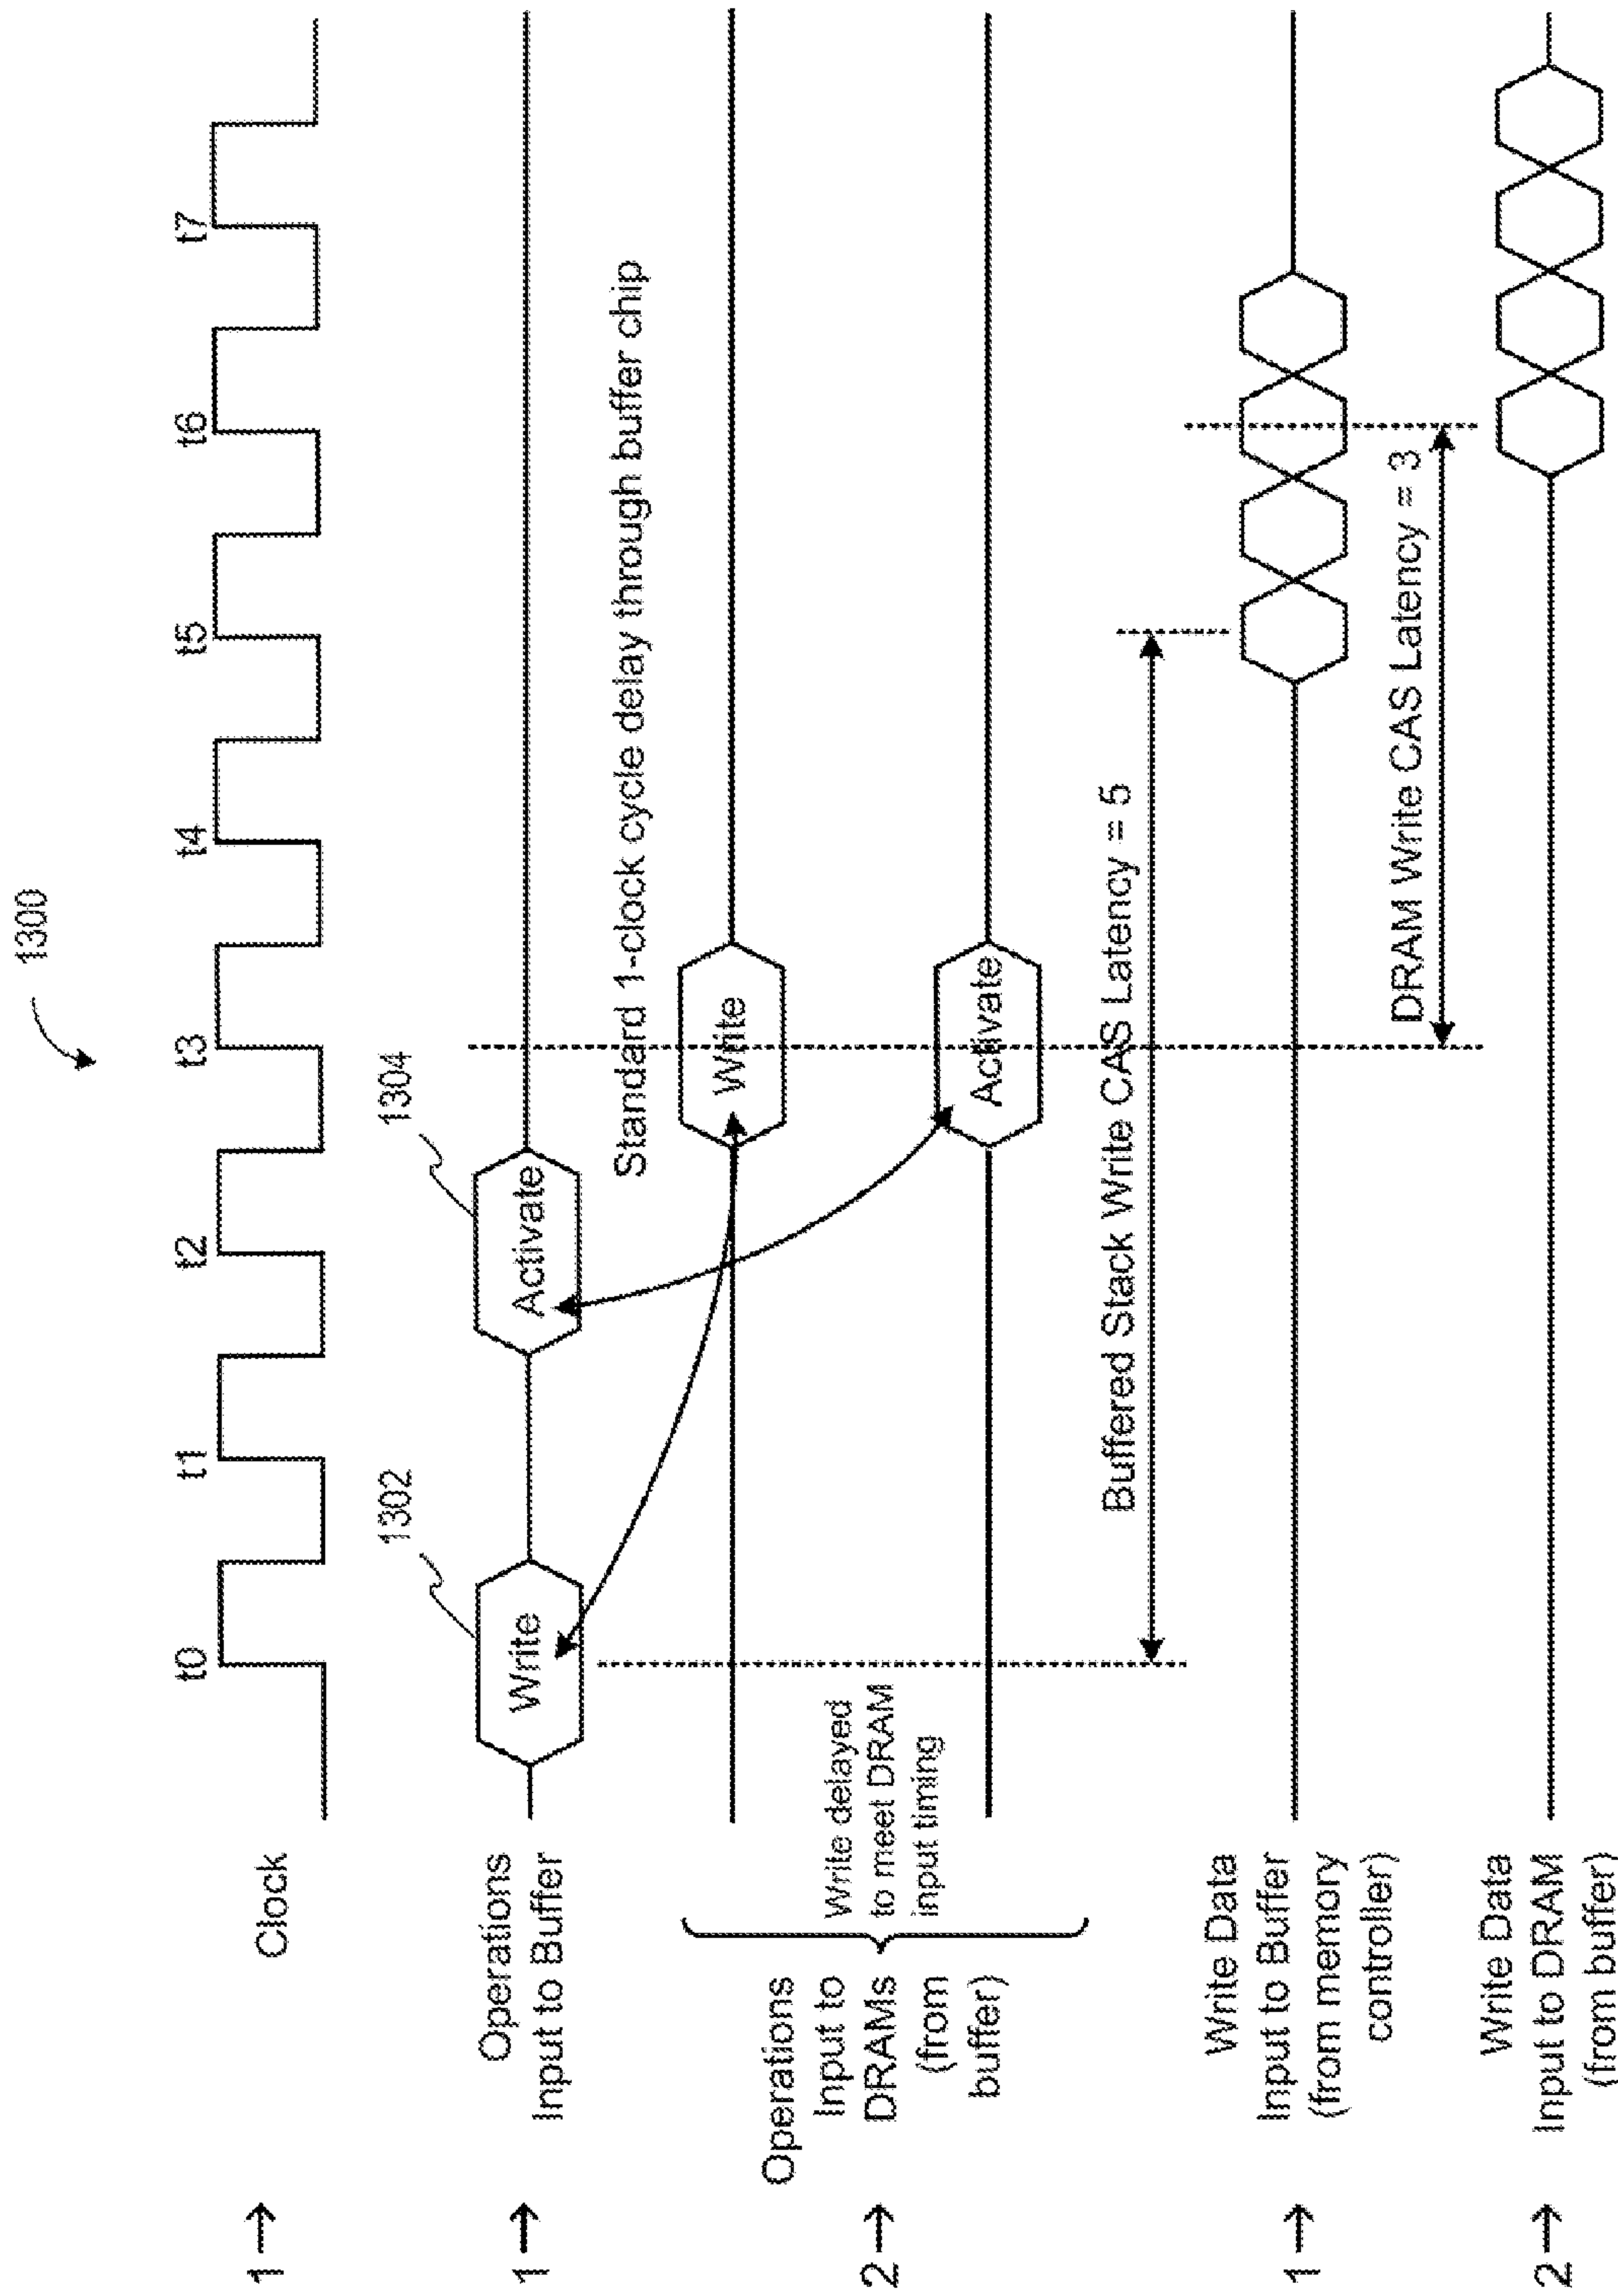 1300
t0 t1 t2 t3 t4 t5 t6 t7
1→ Clock
1302
1304
1→ Operations
Input to Buffer
Write
Activate
Standard 1-clock cycle delay through buffer chip
2→ Operations
Input to
DRAMs
(from
buffer)
Write delayed
to meet DRAM
input timing
Write
Activate
Buffered Stack Write CAS Latency = 5
1→ Write Data
Input to Buffer
(from memory
controller)
DRAM Write CAS Latency = 3
2→ Write Data
Input to DRAM
(from buffer)